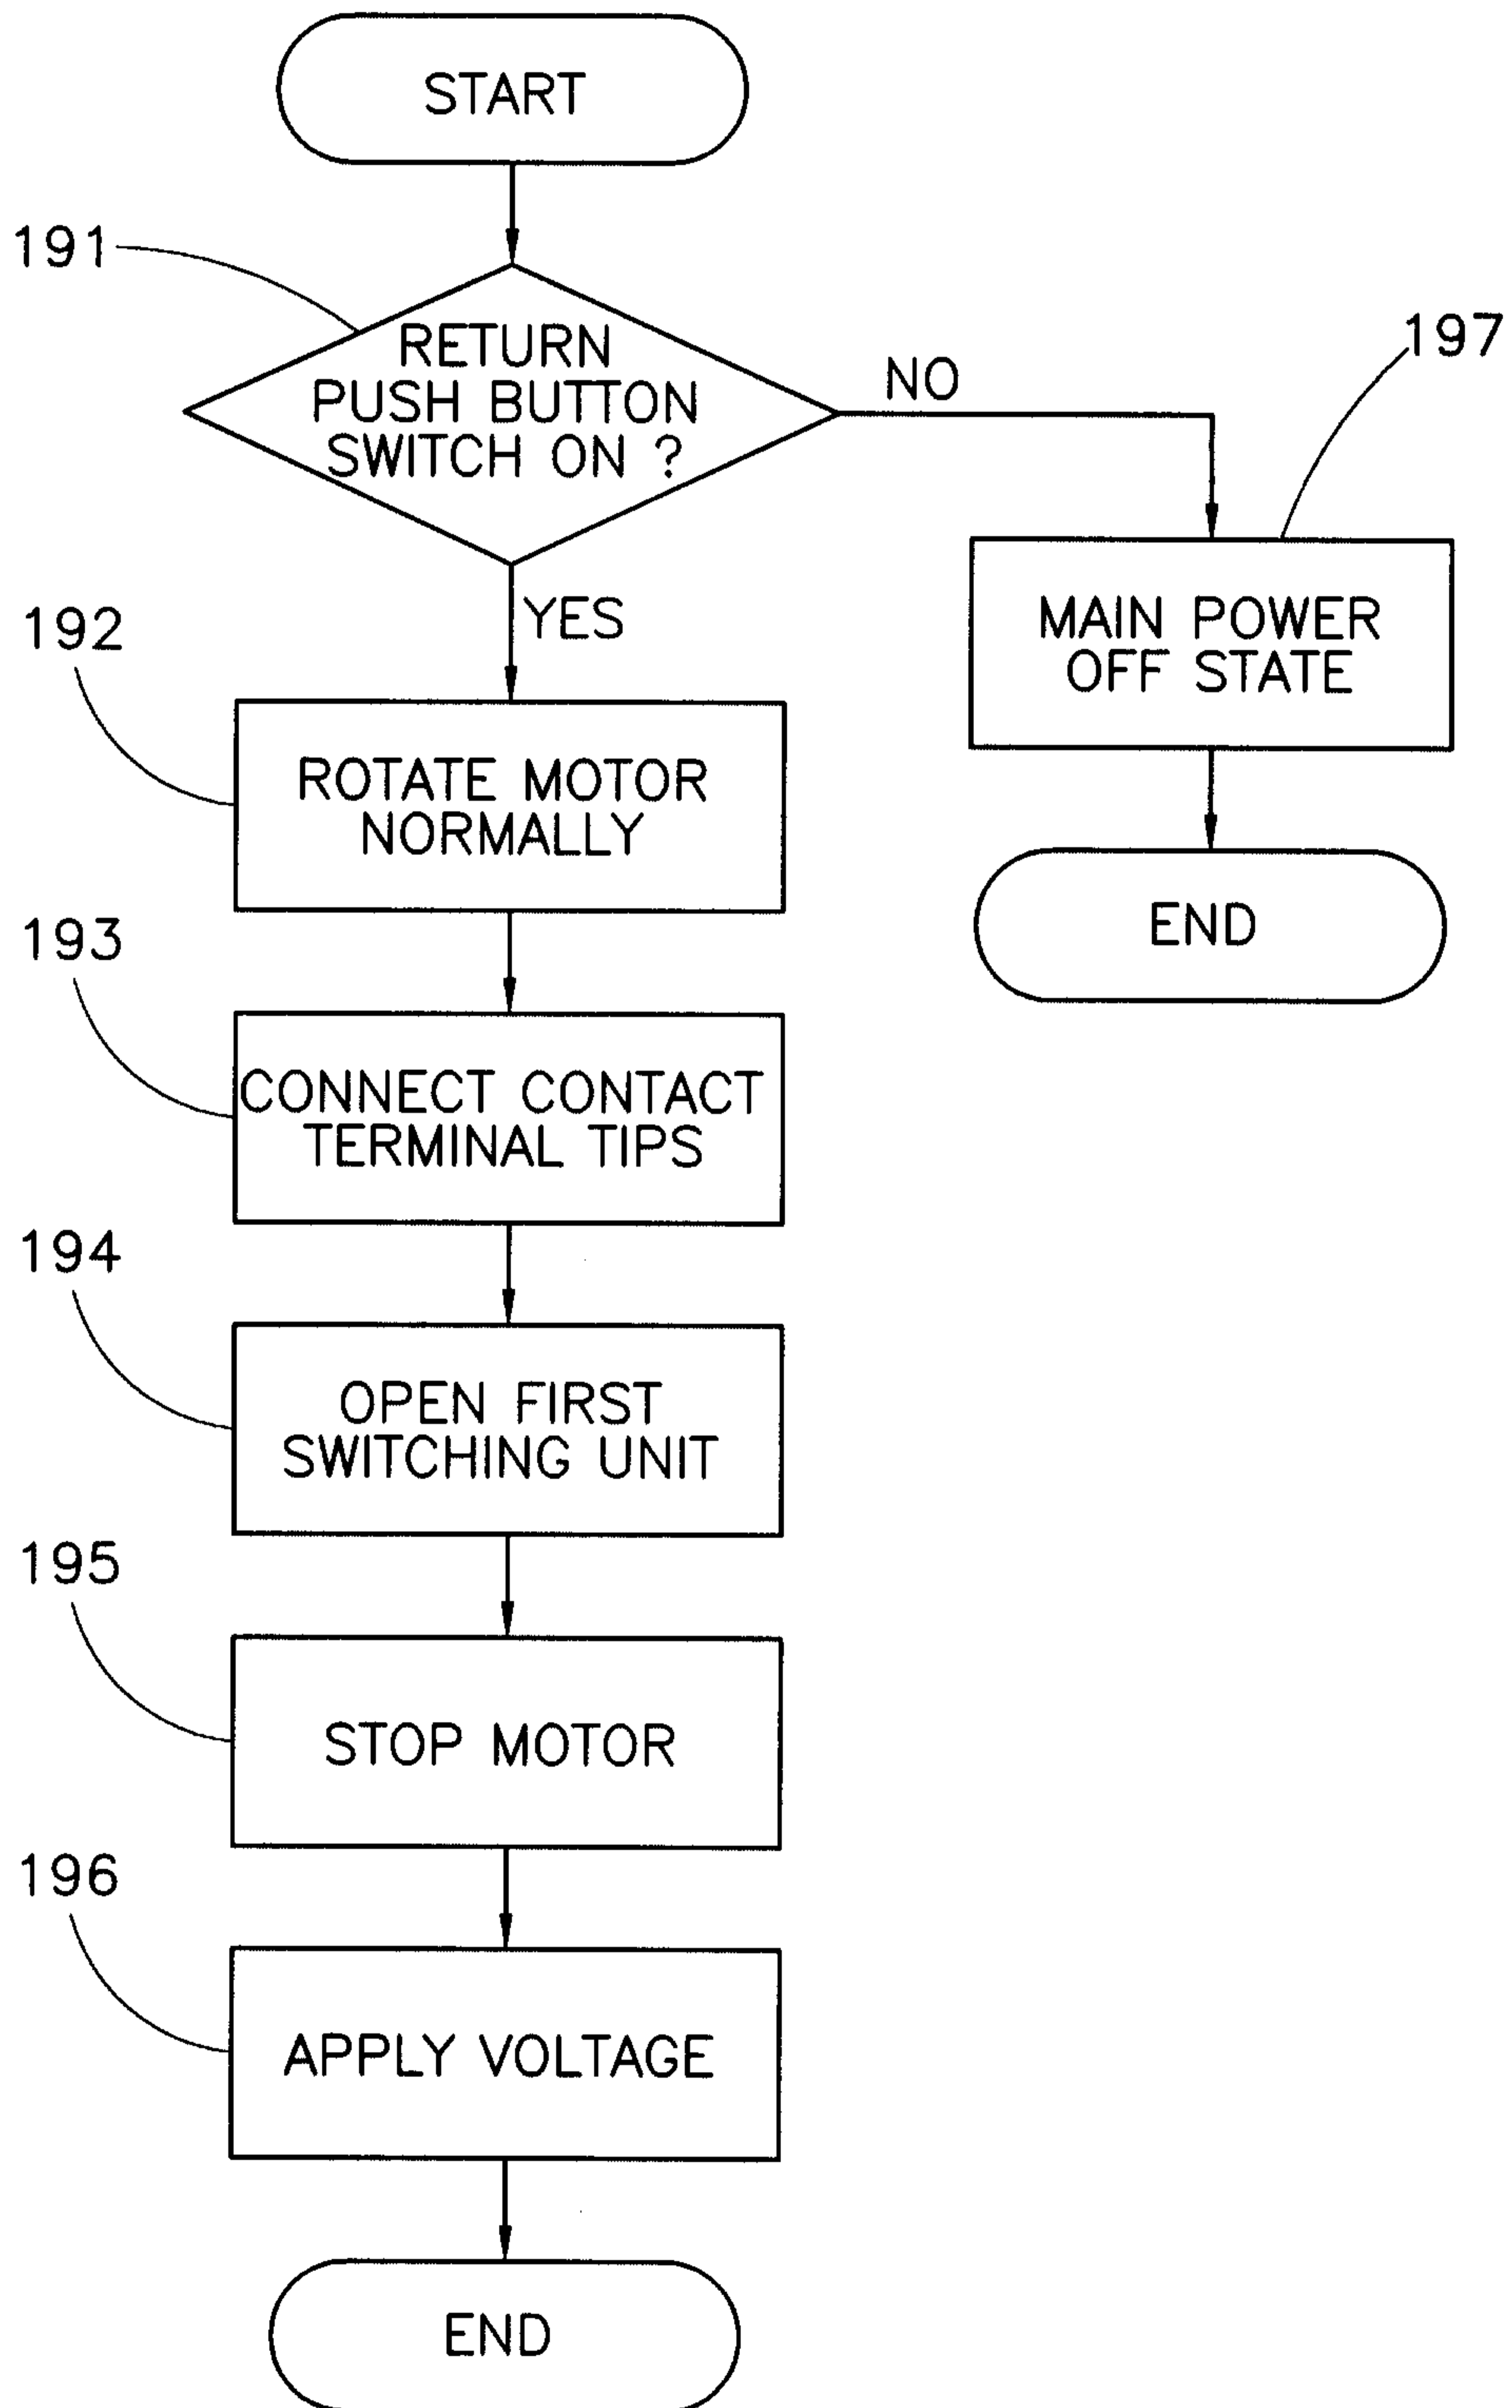 START
191
RETURN
PUSH BUTTON
SWITCH ON ?
NO
197
MAIN POWER
OFF STATE
END
YES
192
ROTATE MOTOR
NORMALLY
193
CONNECT CONTACT
TERMINAL TIPS
194
OPEN FIRST
SWITCHING UNIT
195
STOP MOTOR
196
APPLY VOLTAGE
END